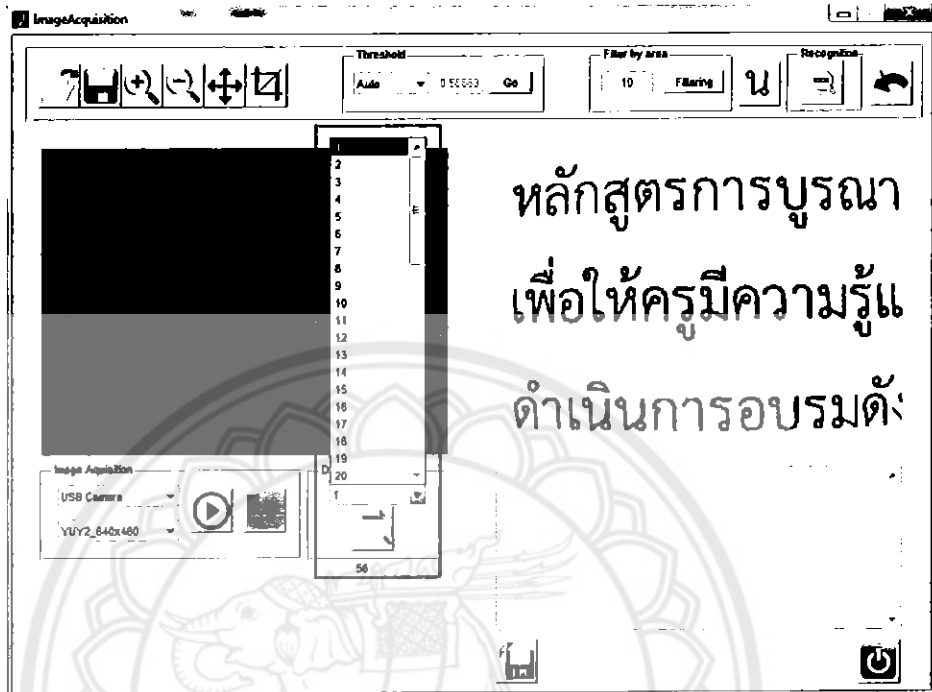 ImageAcquisition
Threshold
Filter by area
Recognition
Auto
Go
10
Filtering
น
1
2
3
4
5
6
7
8
9
10
11
12
13
14
15
16
17
18
19
20
1
56
หลักสูตรการบูรณา
เพื่อให้ครูมีความรู้แ
ดำเนินการอบรมดัง
Image Aquisition
USB Camera
YUY2_640x480